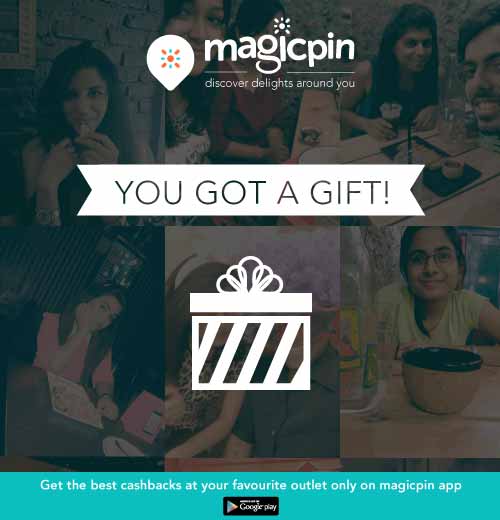 magicpin
discover delights around you
YOU GOT A GIFT!
Get the best cashbacks at your favourite outlet only on magicpin app
Google play